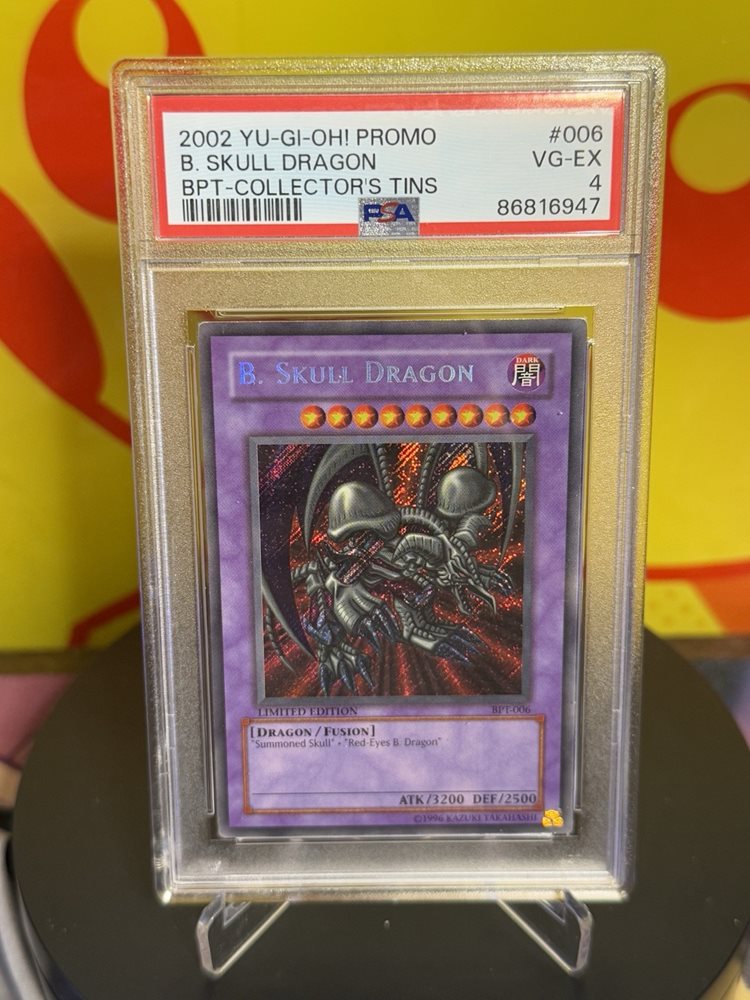 2002 YU-GI-OH! PROMO #006
B. SKULL DRAGON VG-EX
BPT-COLLECTOR'S TINS 4
PSA 86816947
B. SKULL DRAGON DARK 闇
LIMITED EDITION BPT-006
[DRAGON / FUSION]
"Summoned Skull" + "Red-Eyes B. Dragon"
ATK/3200 DEF/2500
©1996 KAZUKI TAKAHASHI